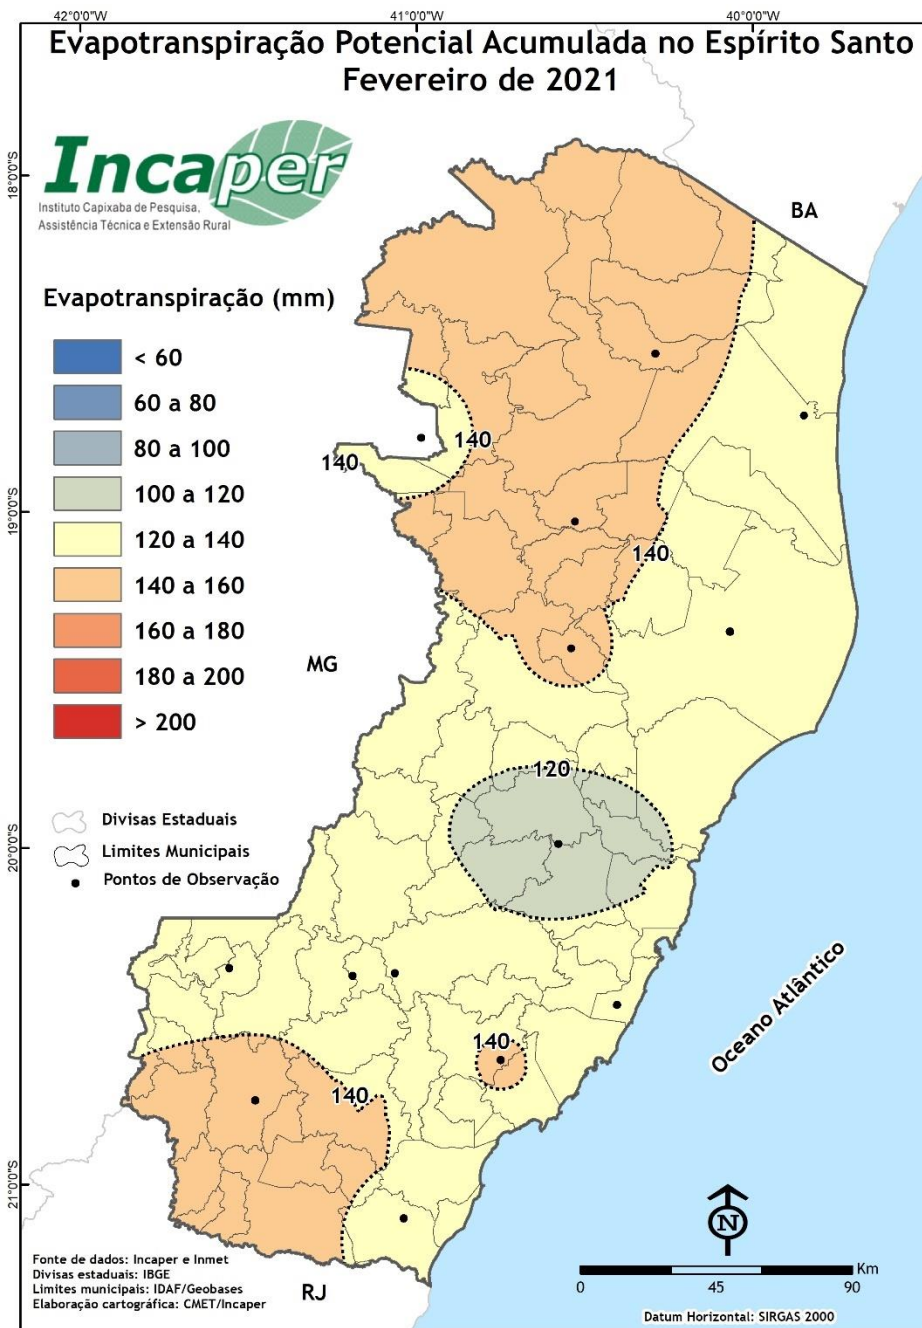 42°0'0"W 41°0'0"W 40°0'0"W
Evapotranspiração Potencial Acumulada no Espírito Santo
Fevereiro de 2021
Incaper
Instituto Capixaba de Pesquisa,
Assistência Técnica e Extensão Rural
18°0'0"S
BA
Evapotranspiração (mm)
< 60
60 a 80
80 a 100
100 a 120
120 a 140
140 a 160
160 a 180
180 a 200
> 200
140
140
19°0'0"S
140
MG
120
Divisas Estaduais
Limites Municipais
Pontos de Observação
20°0'0"S
Oceano Atlântico
140
140
21°0'0"S
N
Fonte de dados: Incaper e Inmet
Divisas estaduais: IBGE
Limites municipais: IDAF/Geobases
Elaboração cartográfica: CMET/Incaper
RJ
Km
0 45 90
Datum Horizontal: SIRGAS 2000